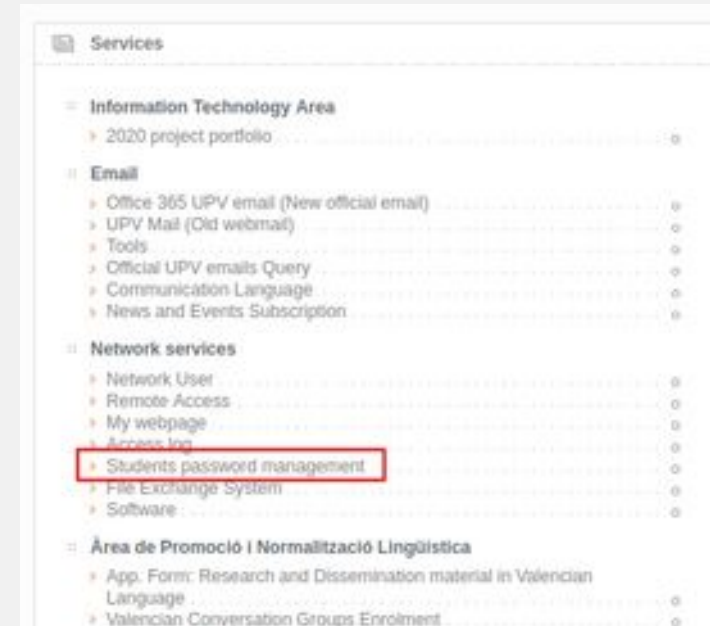 Services
Information Technology Area
2020 project portfolio
Email
Office 365 UPV email (New official email)
UPV Mail (Old webmail)
Tools
Official UPV emails Query
Communication Language
News and Events Subscription
Network services
Network User
Remote Access
My webpage
Access log
Students password management
File Exchange System
Software
Àrea de Promoció i Normalització Lingüística
App. Form: Research and Dissemination material in Valencian
Language
Valencian Conversation Groups Enrolment